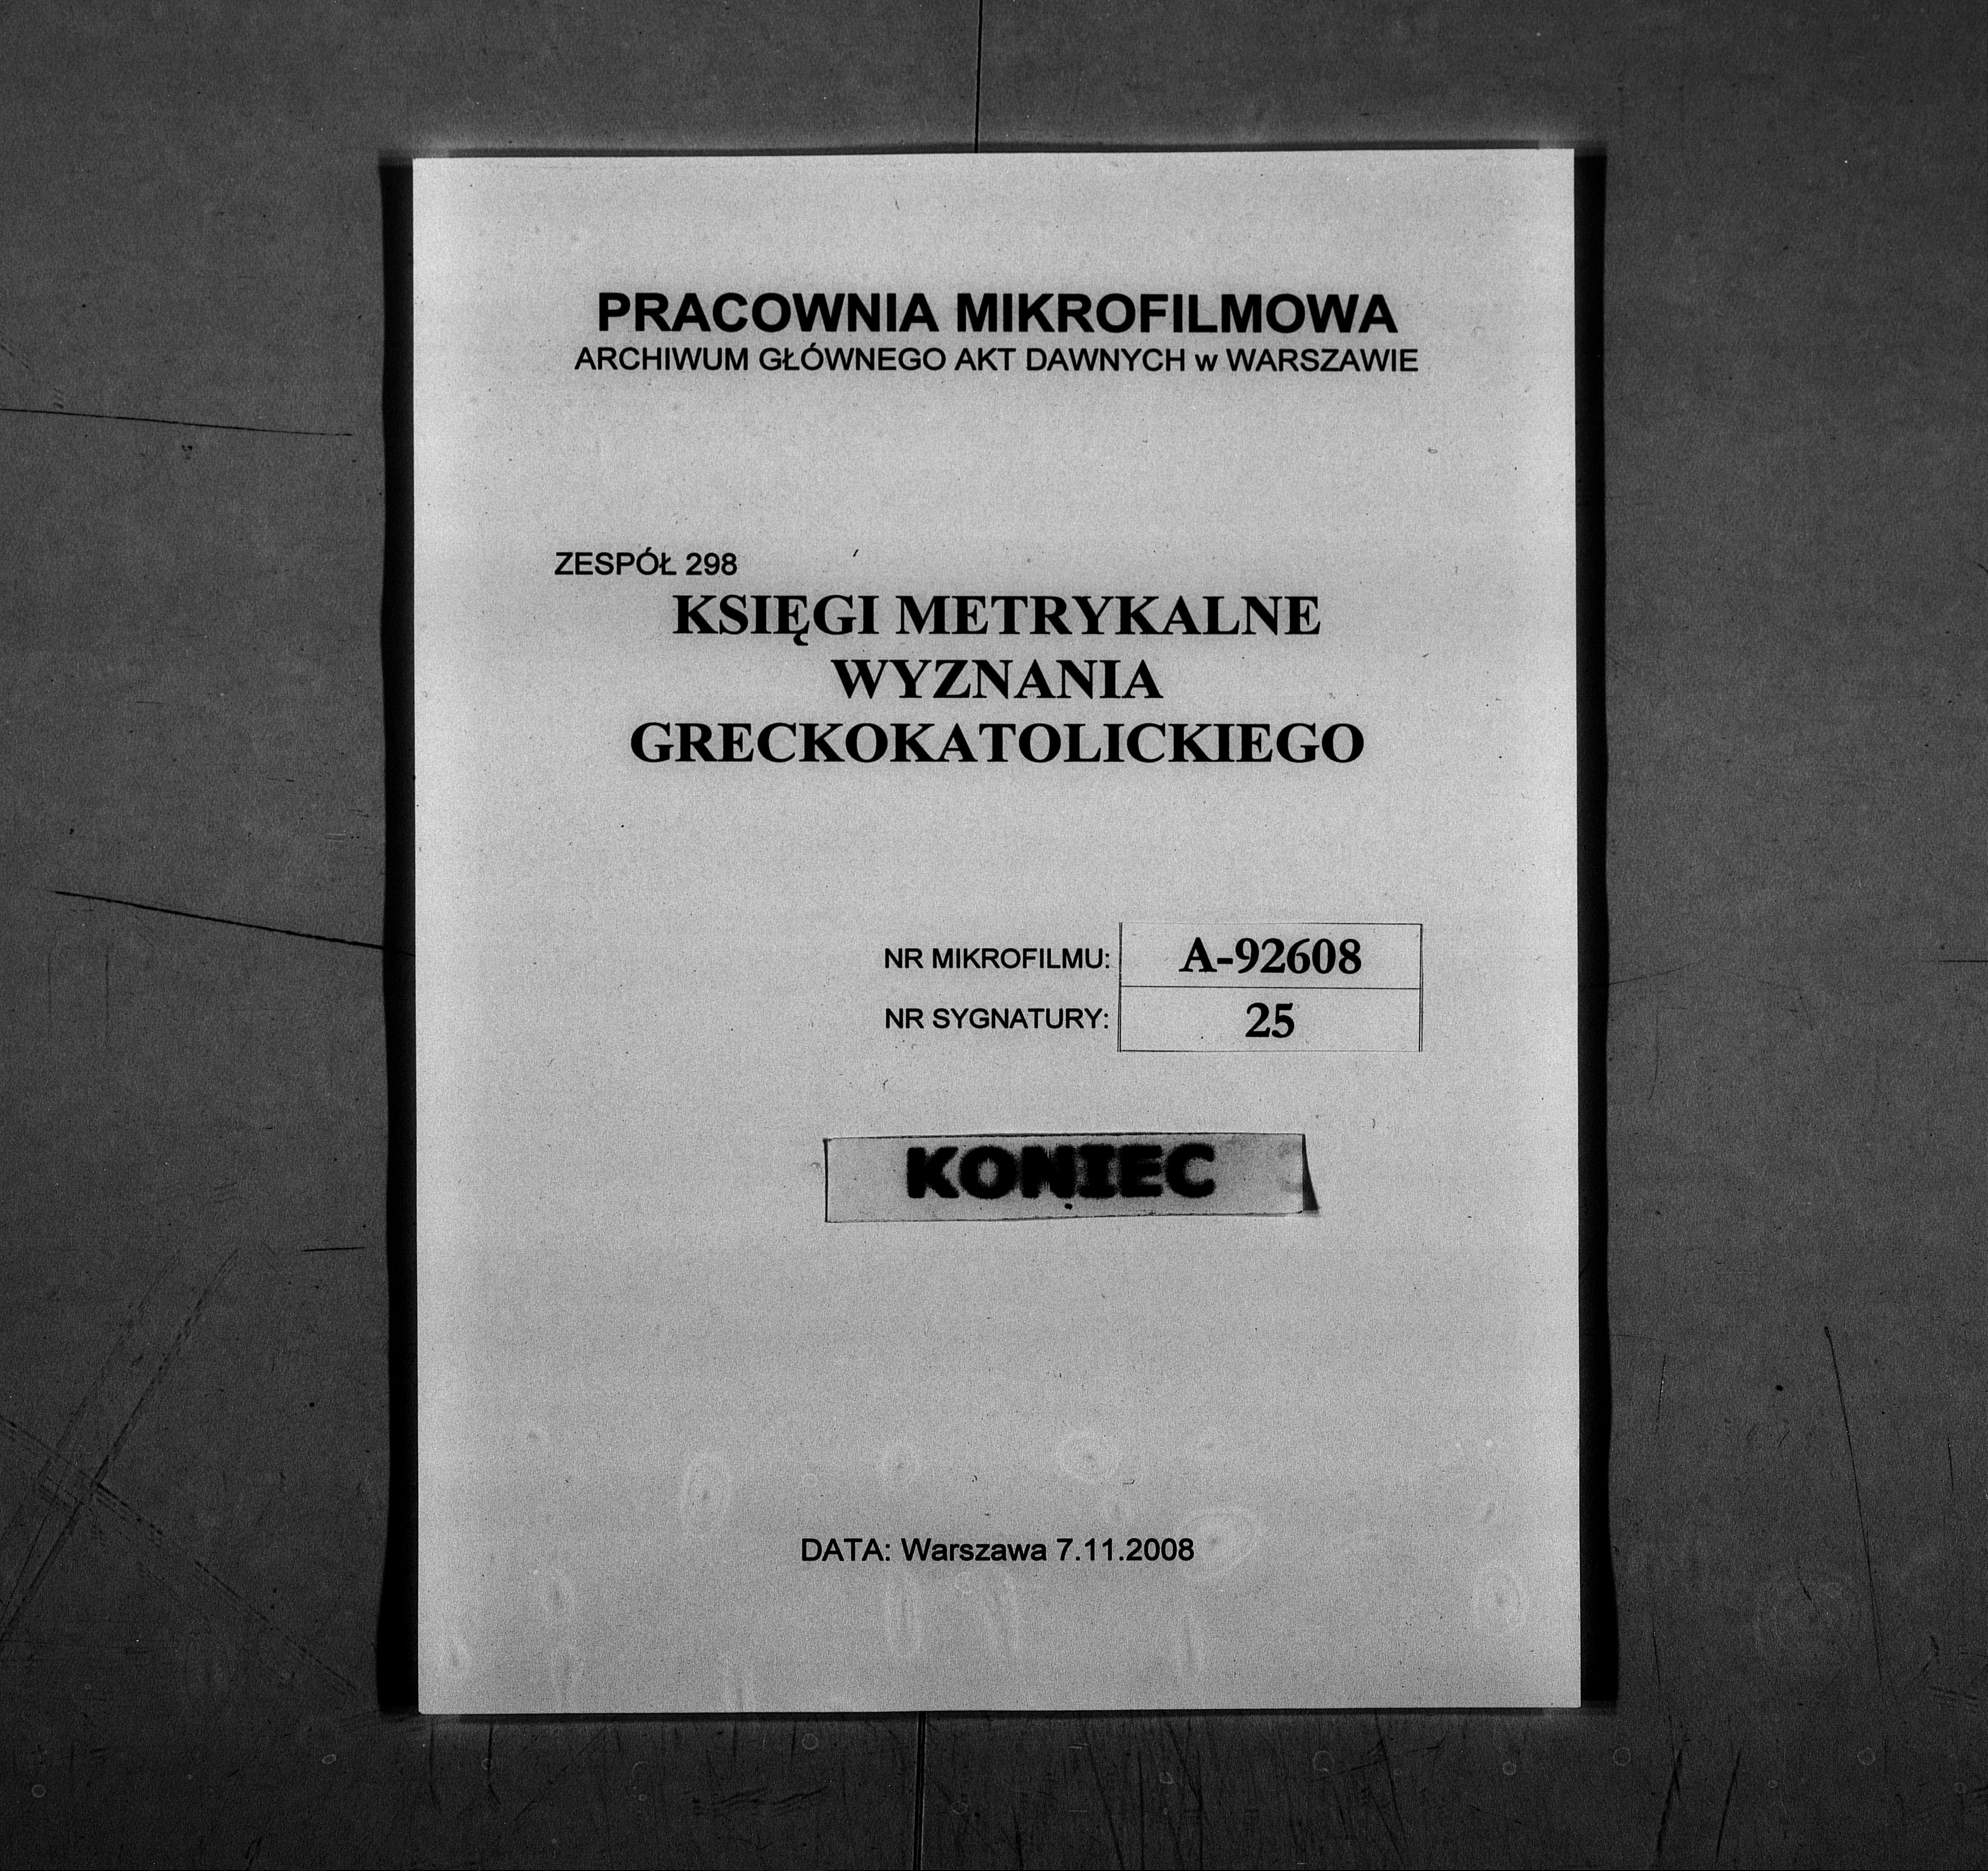 PRACOWNIA MIKROFILMOWA
ARCHIWUM GŁÓWNEGO AKT DAWNYCH w WARSZAWIE
ZESPÓŁ 298
KSIĘGI METRYKALNE
WYZNANIA
GRECKOKATOLICKIEGO
NR MIKROFILMU: A-92608
NR SYGNATURY: 25
KONIEC
DATA: Warszawa 7.11.2008